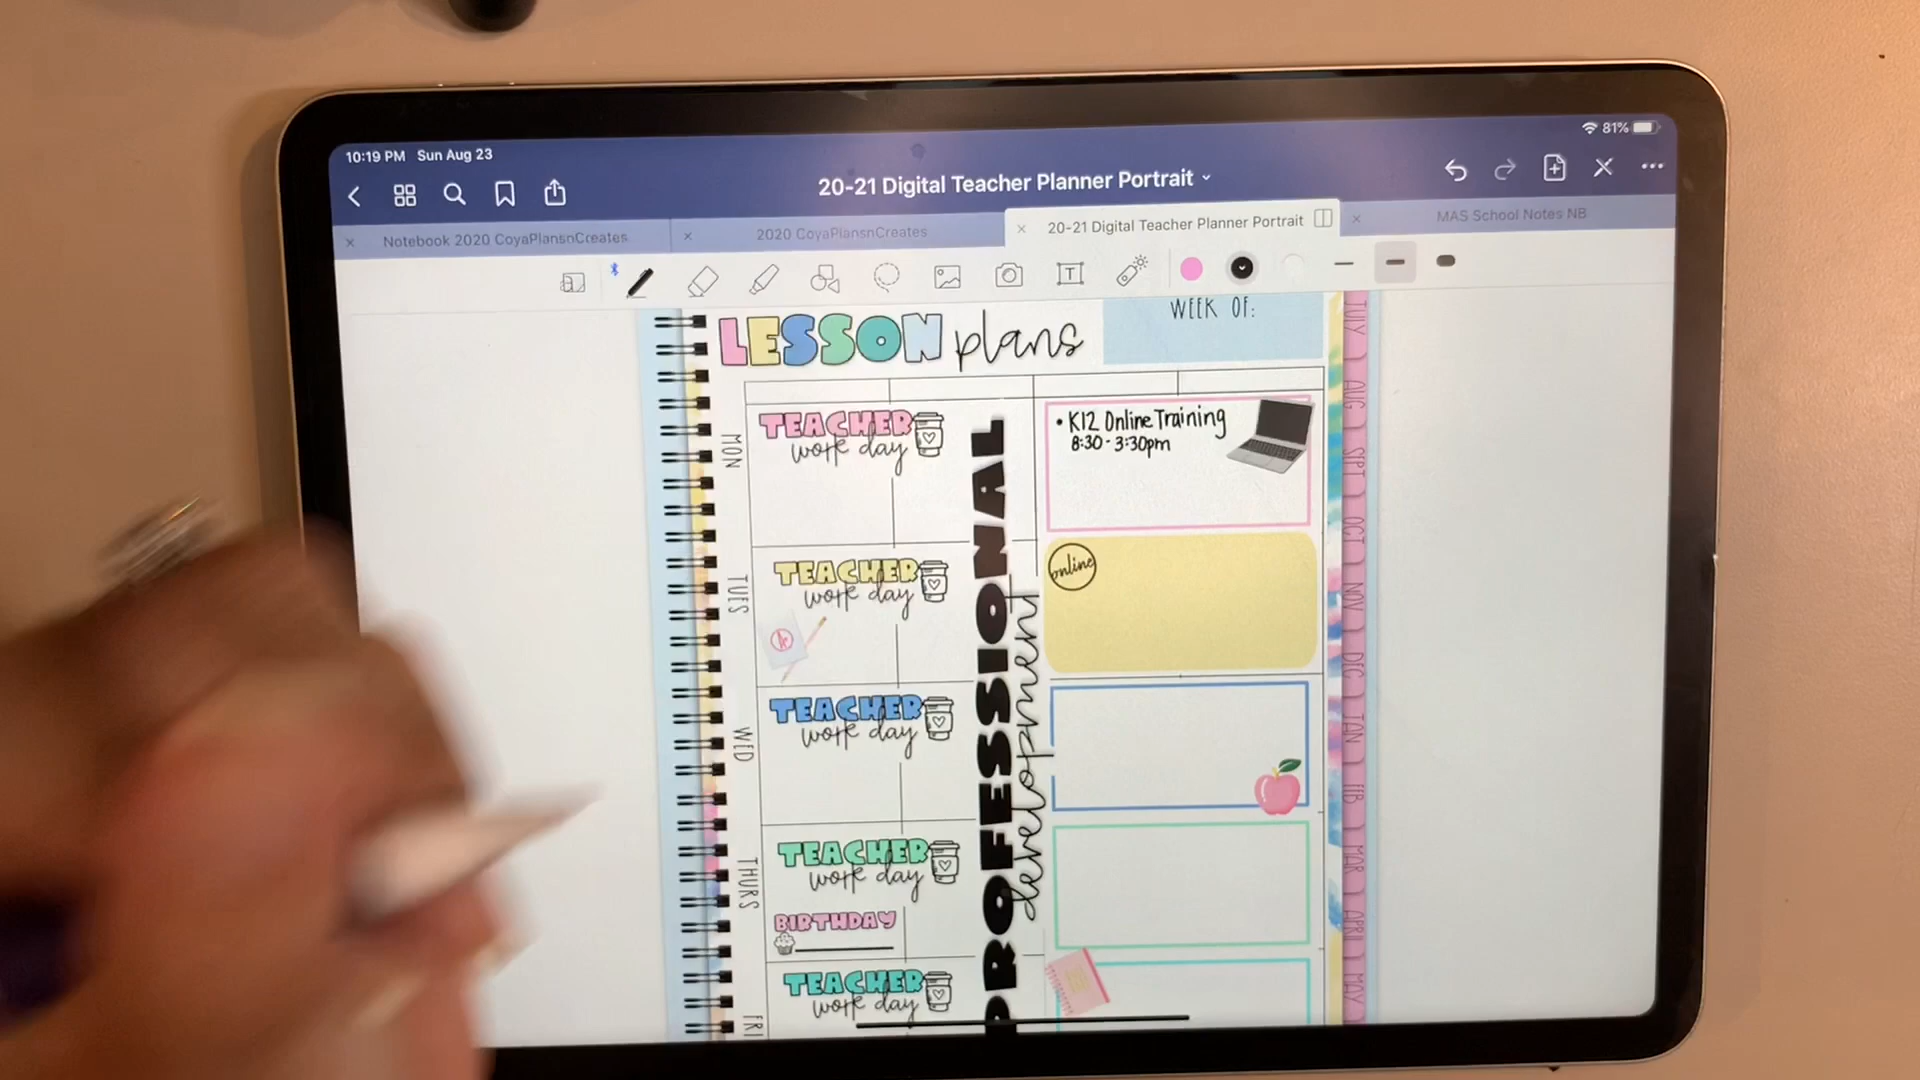 10:19 PM Sun Aug 23
81%
20-21 Digital Teacher Planner Portrait
Notebook 2020 CoyaPlansnCreates
2020 CoyaPlansnCreates
20-21 Digital Teacher Planner Portrait
MAS School Notes NB
T
LESSON plans
WEEK OF:
MON
TEACHER
work day
• K12 Online Training
8:30 - 3:30pm
TUES
TEACHER
work day
A+
online
WED
TEACHER
work day
THURS
TEACHER
work day
BIRTHDAY
FRI
TEACHER
work day
PROFESSIONAL
development
JULY
AUG
SEPT
OCT
NOV
DEC
JAN
FEB
MAR
APRIL
MAY